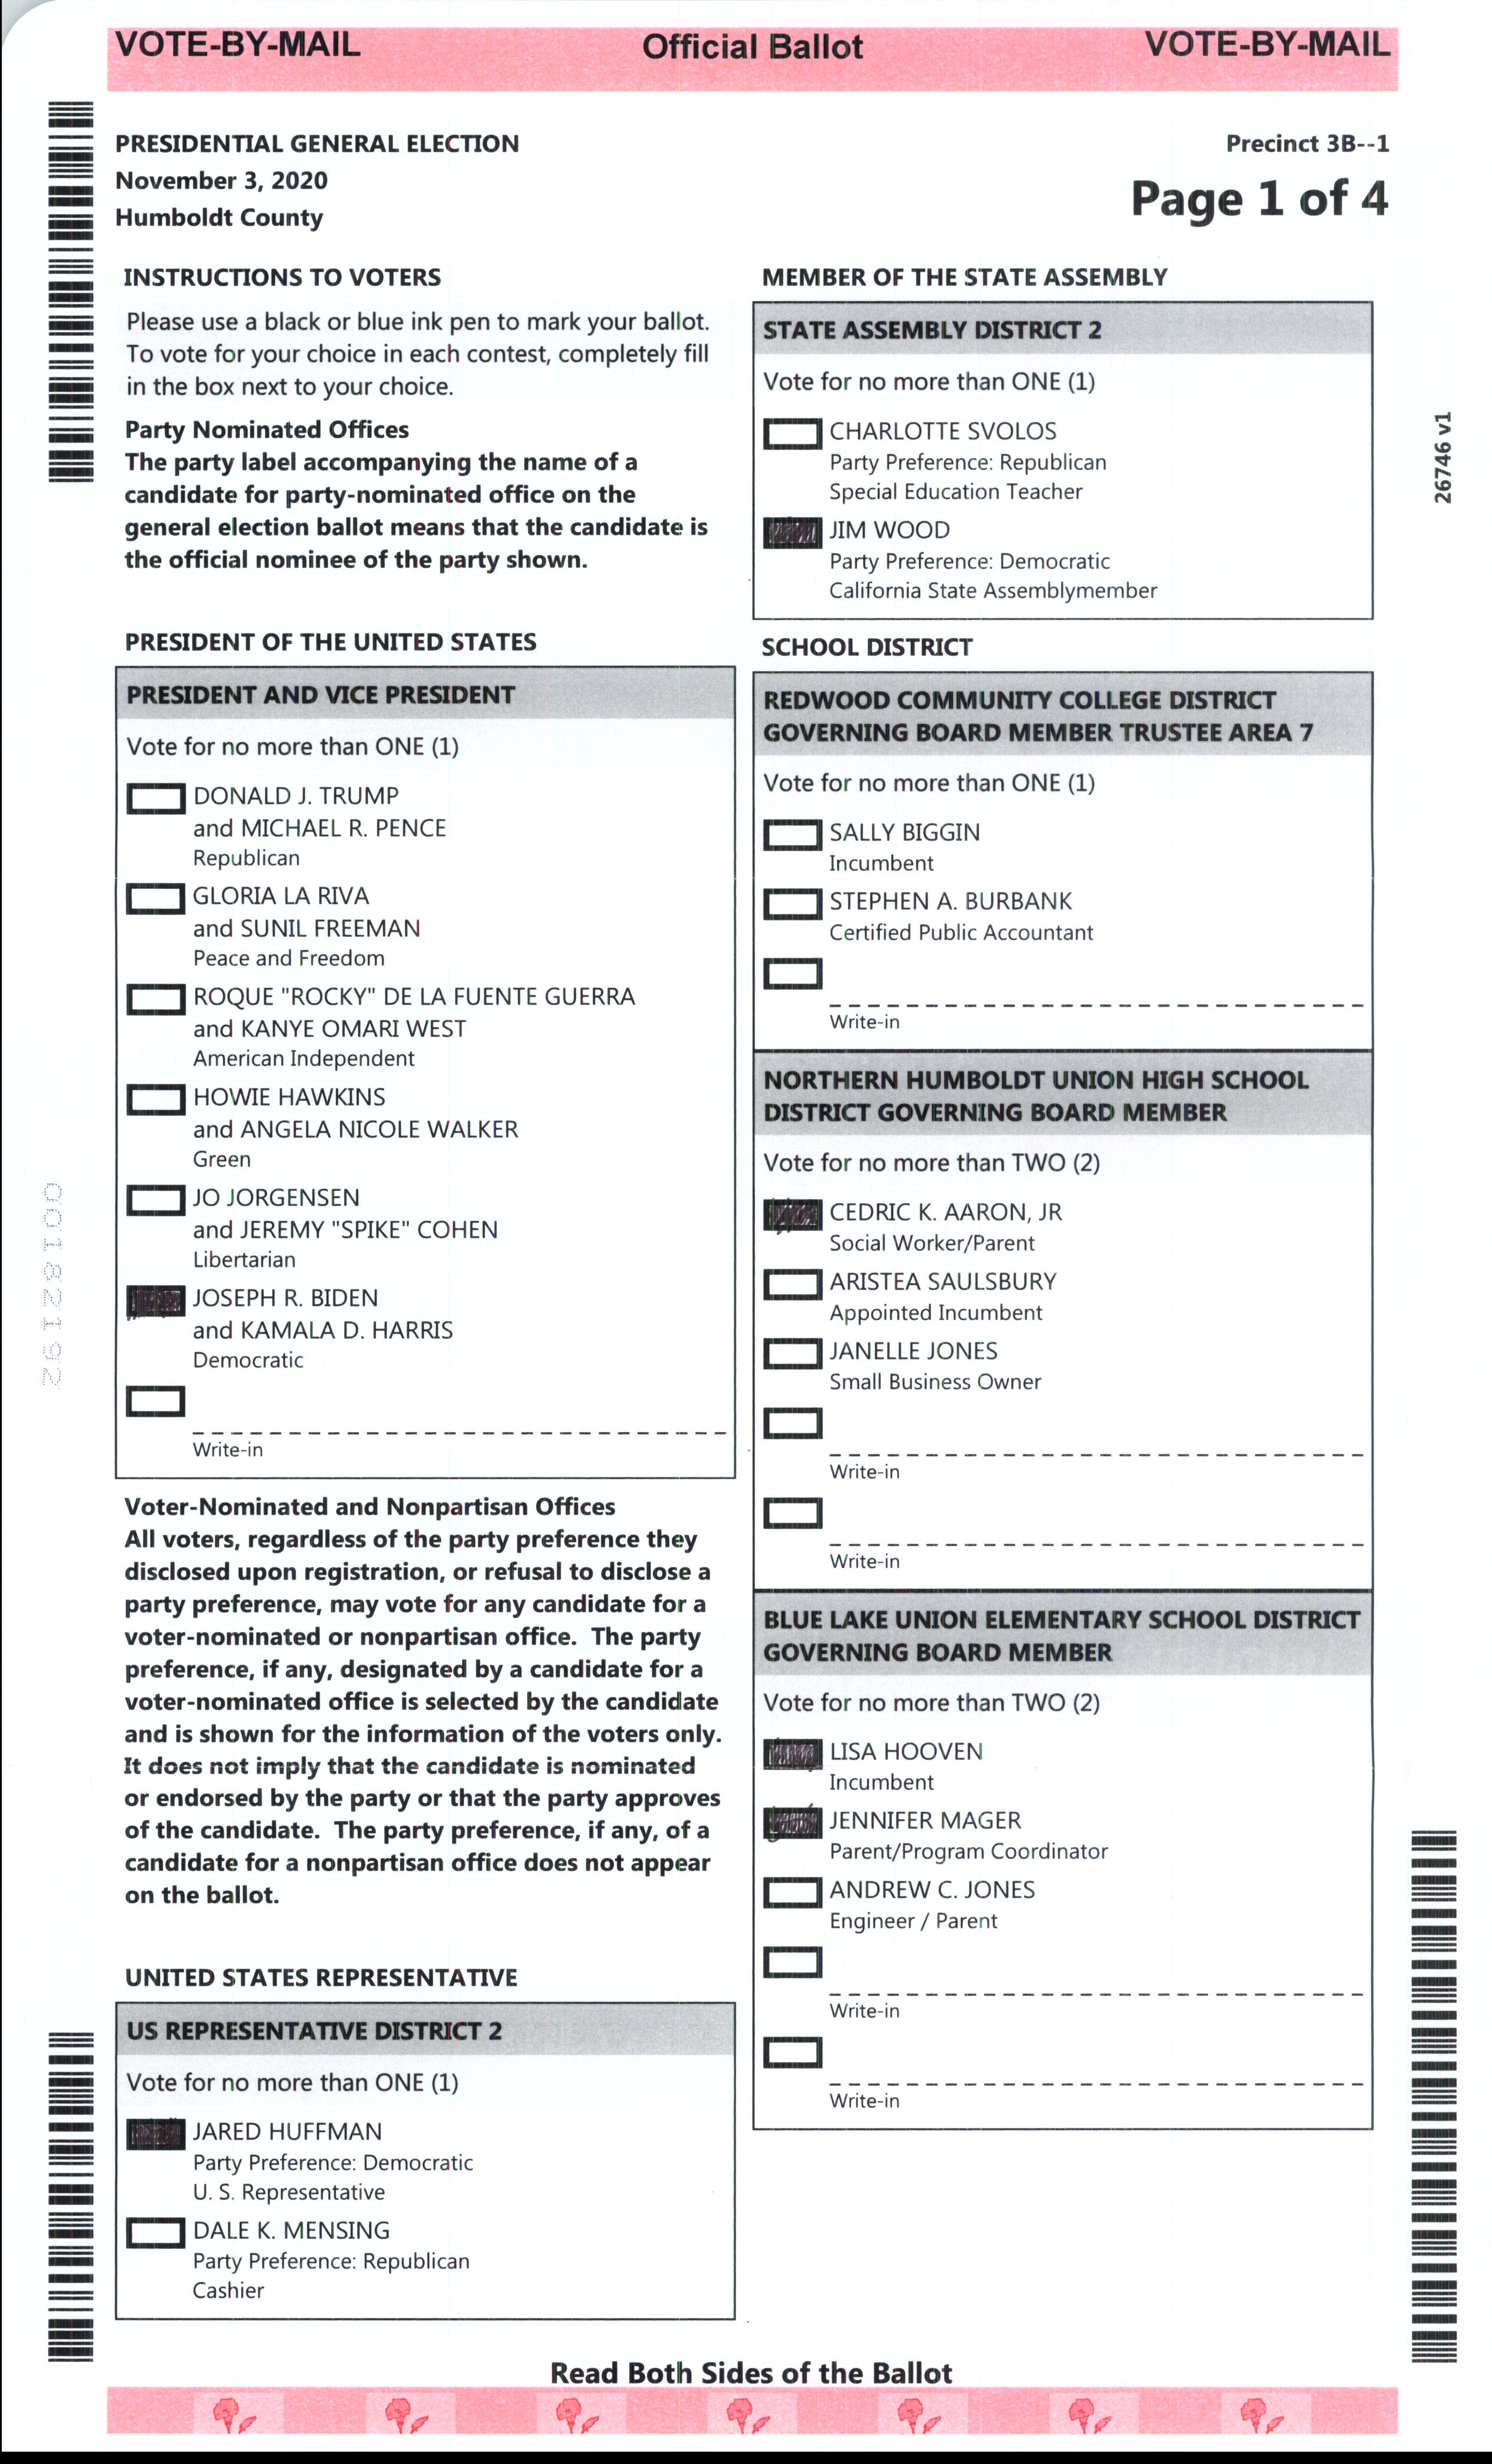 VOTE-BY-MAIL Official Ballot VOTE-BY-MAIL
PRESIDENTIAL GENERAL ELECTION
November 3, 2020
Humboldt County
Precinct 3B--1
Page 1 of 4
INSTRUCTIONS TO VOTERS
Please use a black or blue ink pen to mark your ballot.
To vote for your choice in each contest, completely fill
in the box next to your choice.
Party Nominated Offices
The party label accompanying the name of a
candidate for party-nominated office on the
general election ballot means that the candidate is
the official nominee of the party shown.
PRESIDENT OF THE UNITED STATES
PRESIDENT AND VICE PRESIDENT
Vote for no more than ONE (1)
DONALD J. TRUMP
and MICHAEL R. PENCE
Republican
GLORIA LA RIVA
and SUNIL FREEMAN
Peace and Freedom
ROQUE "ROCKY" DE LA FUENTE GUERRA
and KANYE OMARI WEST
American Independent
HOWIE HAWKINS
and ANGELA NICOLE WALKER
Green
JO JORGENSEN
and JEREMY "SPIKE" COHEN
Libertarian
JOSEPH R. BIDEN
and KAMALA D. HARRIS
Democratic
Write-in
Voter-Nominated and Nonpartisan Offices
All voters, regardless of the party preference they
disclosed upon registration, or refusal to disclose a
party preference, may vote for any candidate for a
voter-nominated or nonpartisan office.  The party
preference, if any, designated by a candidate for a
voter-nominated office is selected by the candidate
and is shown for the information of the voters only.
It does not imply that the candidate is nominated
or endorsed by the party or that the party approves
of the candidate.  The party preference, if any, of a
candidate for a nonpartisan office does not appear
on the ballot.
UNITED STATES REPRESENTATIVE
US REPRESENTATIVE DISTRICT 2
Vote for no more than ONE (1)
JARED HUFFMAN
Party Preference: Democratic
U. S. Representative
DALE K. MENSING
Party Preference: Republican
Cashier
MEMBER OF THE STATE ASSEMBLY
STATE ASSEMBLY DISTRICT 2
Vote for no more than ONE (1)
CHARLOTTE SVOLOS
Party Preference: Republican
Special Education Teacher
JIM WOOD
Party Preference: Democratic
California State Assemblymember
SCHOOL DISTRICT
REDWOOD COMMUNITY COLLEGE DISTRICT
GOVERNING BOARD MEMBER TRUSTEE AREA 7
Vote for no more than ONE (1)
SALLY BIGGIN
Incumbent
STEPHEN A. BURBANK
Certified Public Accountant
Write-in
NORTHERN HUMBOLDT UNION HIGH SCHOOL
DISTRICT GOVERNING BOARD MEMBER
Vote for no more than TWO (2)
CEDRIC K. AARON, JR
Social Worker/Parent
ARISTEA SAULSBURY
Appointed Incumbent
JANELLE JONES
Small Business Owner
Write-in
Write-in
BLUE LAKE UNION ELEMENTARY SCHOOL DISTRICT
GOVERNING BOARD MEMBER
Vote for no more than TWO (2)
LISA HOOVEN
Incumbent
JENNIFER MAGER
Parent/Program Coordinator
ANDREW C. JONES
Engineer / Parent
Write-in
Write-in
26746 v1
00182192
Read Both Sides of the Ballot